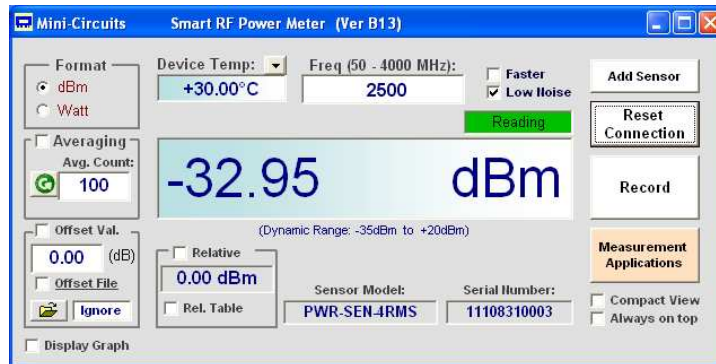 Mini-Circuits Smart RF Power Meter (Ver B13)
Format
dBm
Watt
Device Temp:
+30.00°C
Freq (50 - 4000 MHz):
2500
Faster
Low Noise
Reading
Add Sensor
Reset
Connection
Averaging
Avg. Count:
100
-32.95 dBm
Record
(Dynamic Range: -35dBm to +20dBm)
Offset Val.
0.00 (dB)
Offset File
Ignore
Relative
0.00 dBm
Rel. Table
Sensor Model:
PWR-SEN-4RMS
Serial Number:
11108310003
Measurement
Applications
Compact View
Always on top
Display Graph